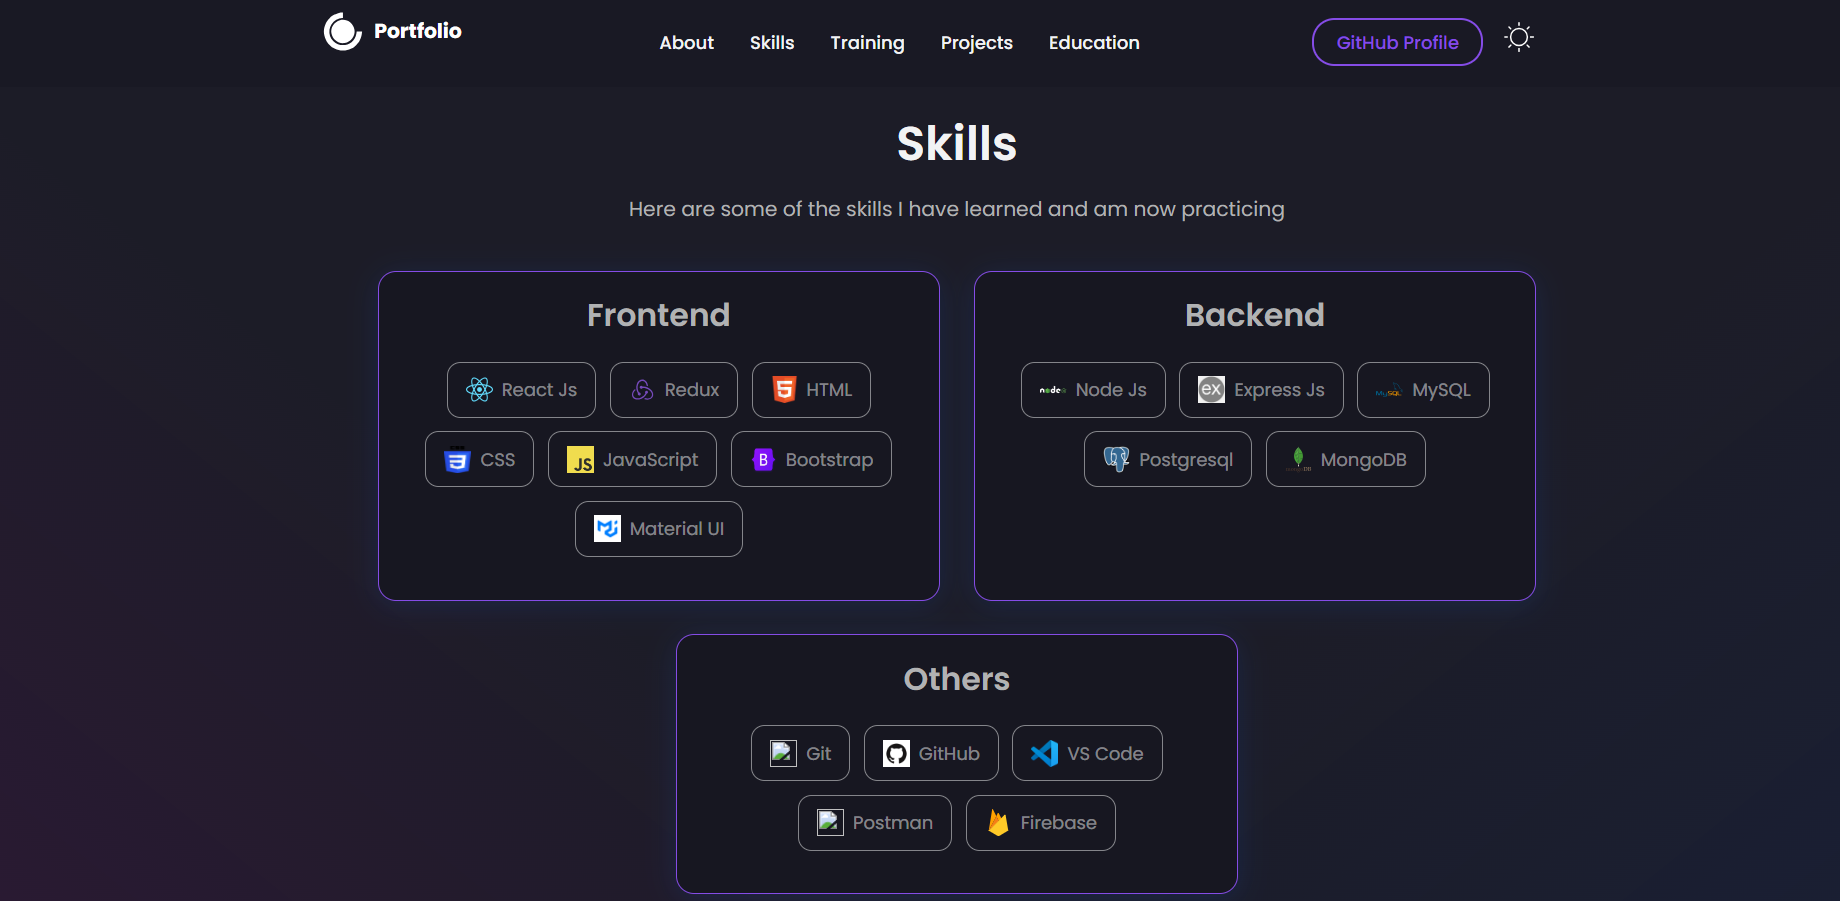 Portfolio
About Skills Training Projects Education
GitHub Profile
Skills
Here are some of the skills I have learned and am now practicing
Frontend
React Js Redux HTML
CSS JavaScript Bootstrap
Material UI
Backend
Node Js ex Express Js MySQL MySQL
Postgresql MongoDB
Others
Git GitHub VS Code
Postman Firebase